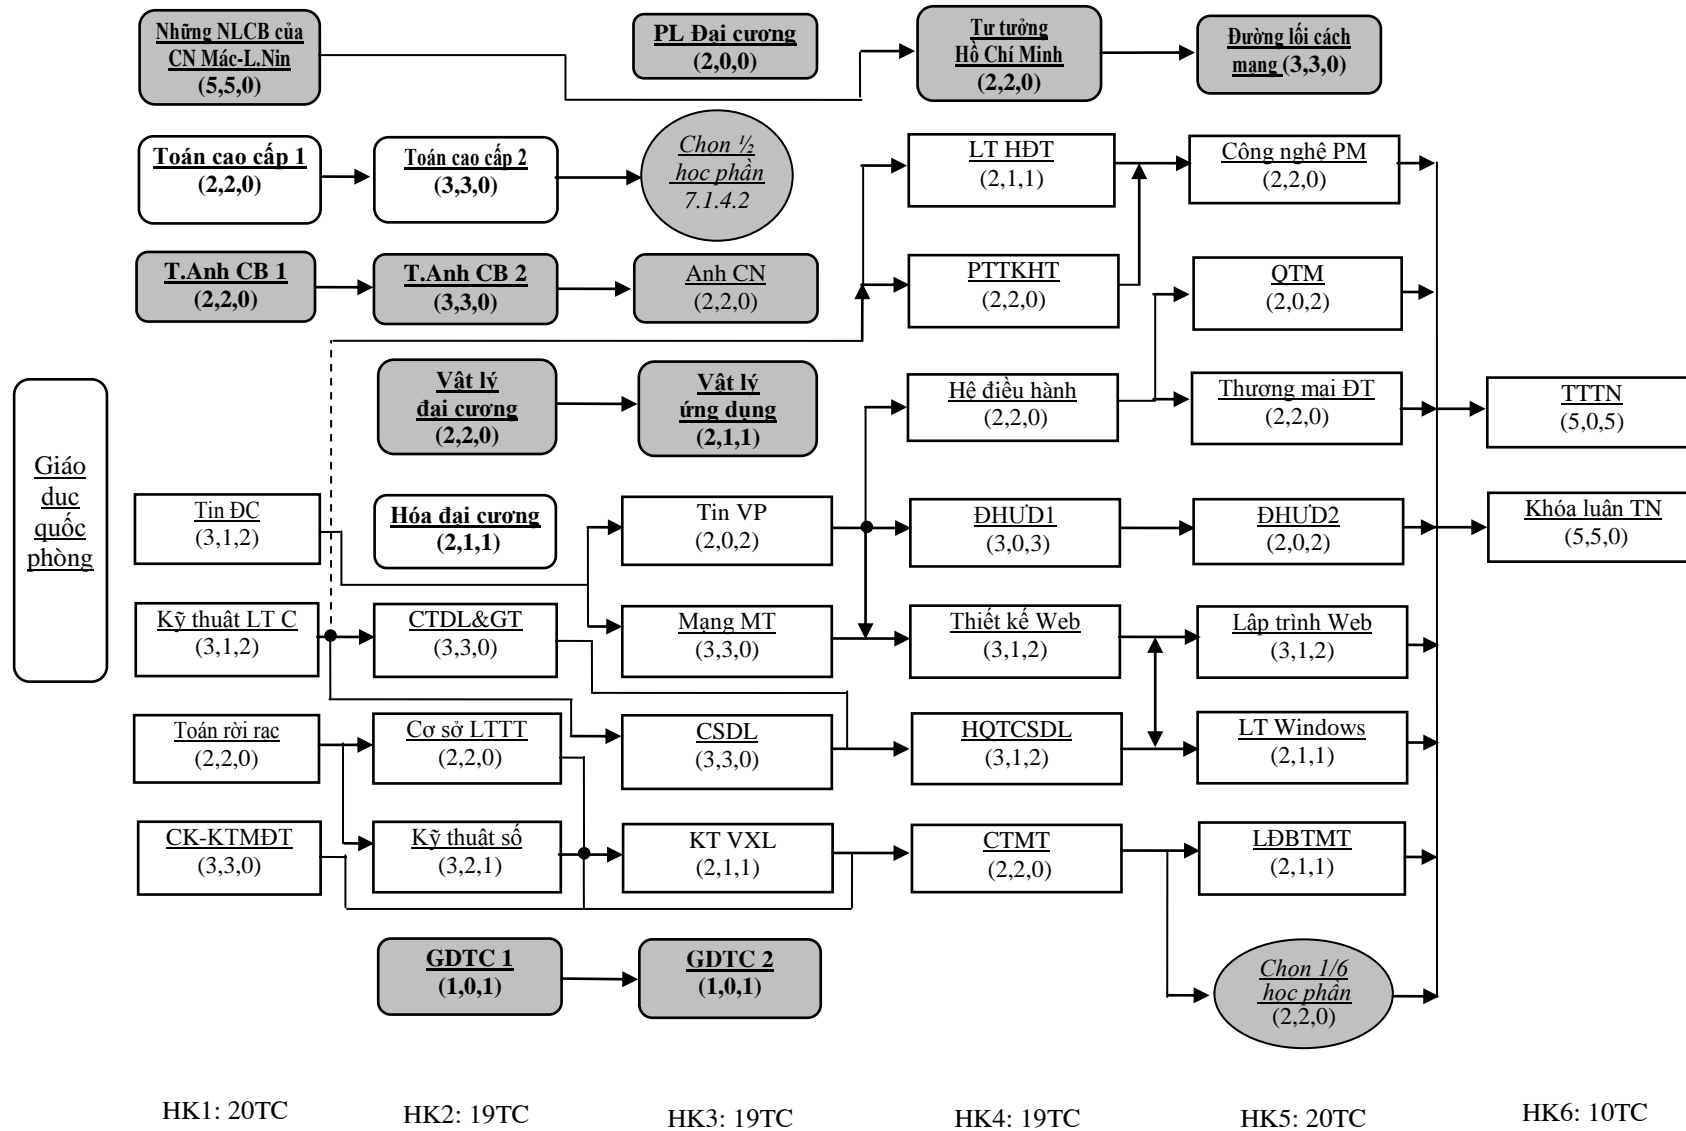 Những NLCB của
CN Mác-L.Nin
(5,5,0)
PL Đại cương
(2,0,0)
Tư tưởng
Hồ Chí Minh
(2,2,0)
Đường lối cách
mạng (3,3,0)
Toán cao cấp 1
(2,2,0)
Toán cao cấp 2
(3,3,0)
Chọn ½
học phần
7.1.4.2
LT HĐT
(2,1,1)
Công nghệ PM
(2,2,0)
T.Anh CB 1
(2,2,0)
T.Anh CB 2
(3,3,0)
Anh CN
(2,2,0)
PTTKHT
(2,2,0)
QTM
(2,0,2)
Vật lý
đại cương
(2,2,0)
Vật lý
ứng dụng
(2,1,1)
Hệ điều hành
(2,2,0)
Thương mại ĐT
(2,2,0)
TTTN
(5,0,5)
Giáo
dục
quốc
phòng
Tin ĐC
(3,1,2)
Hóa đại cương
(2,1,1)
Tin VP
(2,0,2)
ĐHƯD1
(3,0,3)
ĐHƯD2
(2,0,2)
Khóa luận TN
(5,5,0)
Kỹ thuật LT C
(3,1,2)
CTDL&GT
(3,3,0)
Mạng MT
(3,3,0)
Thiết kế Web
(3,1,2)
Lập trình Web
(3,1,2)
Toán rời rạc
(2,2,0)
Cơ sở LTTT
(2,2,0)
CSDL
(3,3,0)
HQTCSDL
(3,1,2)
LT Windows
(2,1,1)
CK-KTMĐT
(3,3,0)
Kỹ thuật số
(3,2,1)
KT VXL
(2,1,1)
CTMT
(2,2,0)
LĐBTMT
(2,1,1)
GDTC 1
(1,0,1)
GDTC 2
(1,0,1)
Chọn 1/6
học phần
(2,2,0)
HK1: 20TC
HK2: 19TC
HK3: 19TC
HK4: 19TC
HK5: 20TC
HK6: 10TC